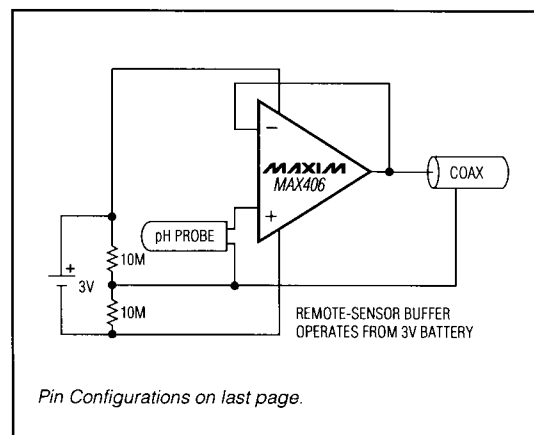 MAXIM
MAX406
COAX
pH PROBE
10M
3V
10M
REMOTE-SENSOR BUFFER
OPERATES FROM 3V BATTERY
Pin Configurations on last page.